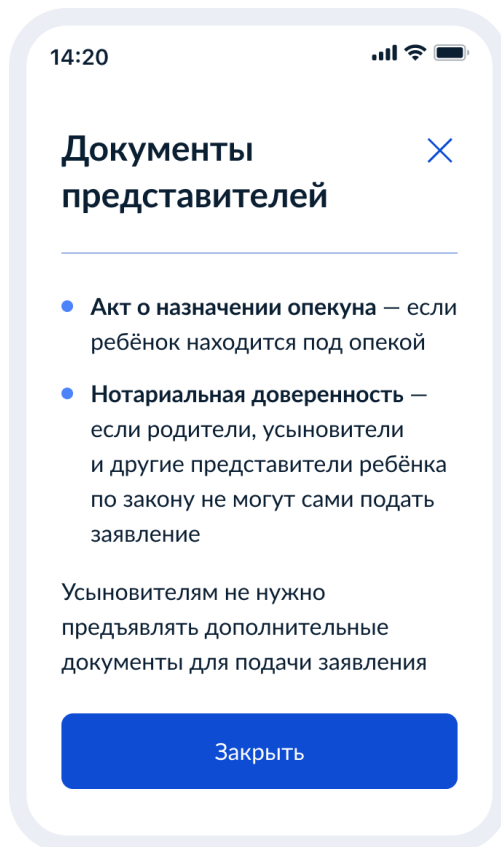 14:20
Документы
представителей
Акт о назначении опекуна — если
ребёнок находится под опекой
Нотариальная доверенность —
если родители, усыновители
и другие представители ребёнка
по закону не могут сами подать
заявление
Усыновителям не нужно
предъявлять дополнительные
документы для подачи заявления
Закрыть